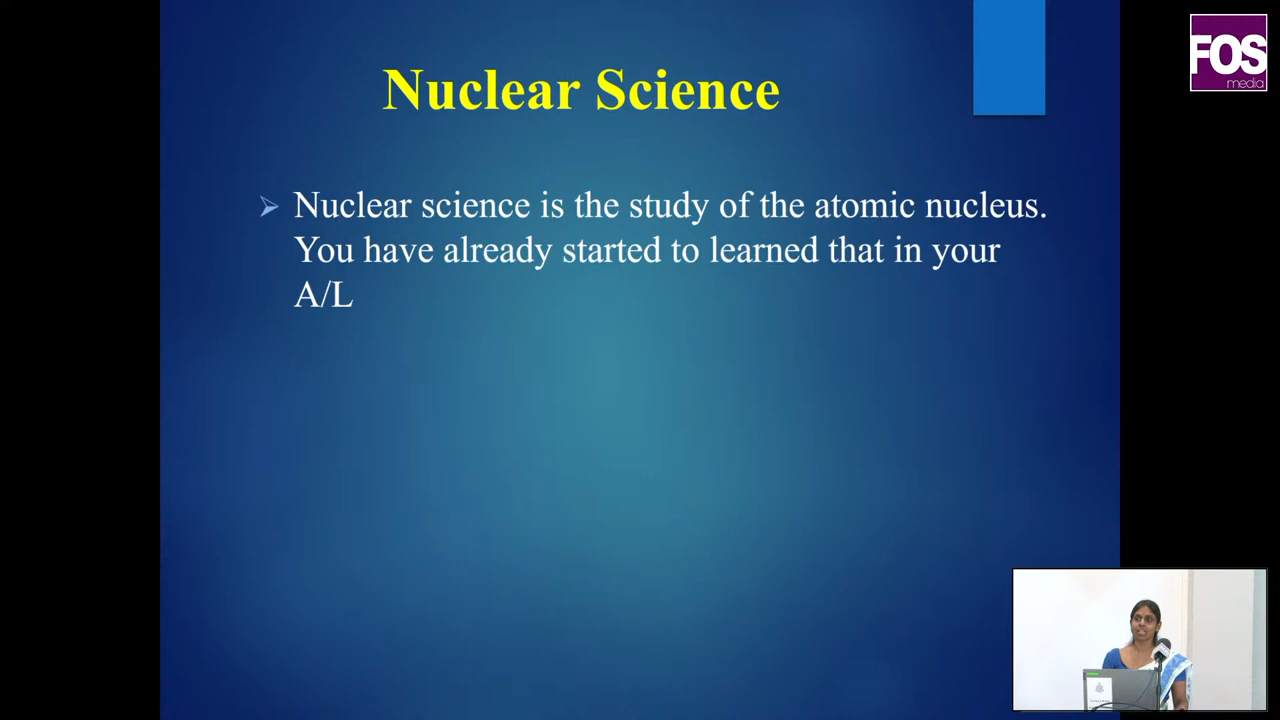 FOS
media
Nuclear Science
Nuclear science is the study of the atomic nucleus.
You have already started to learned that in your
A/L